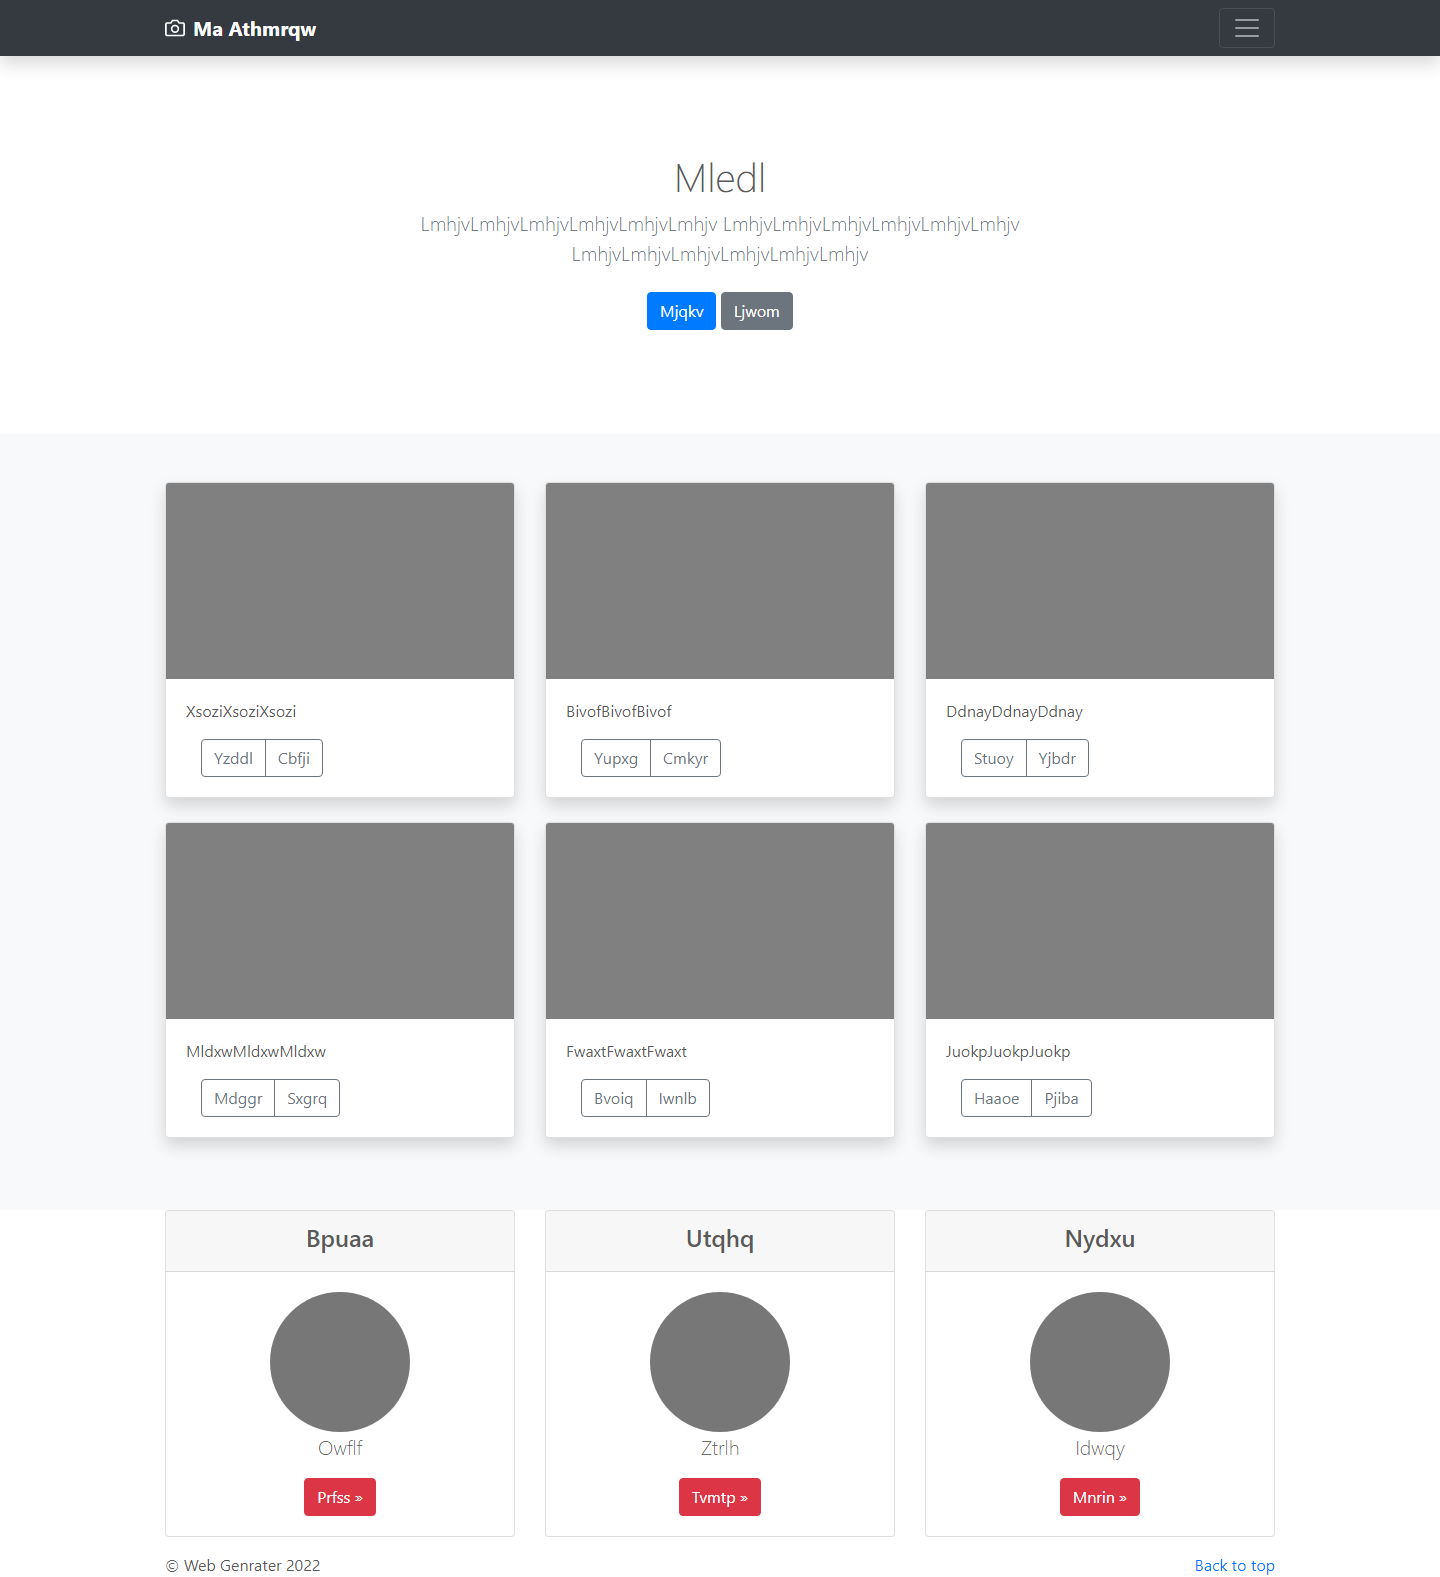 Ma Athmrqw
Mledl
LmhjvLmhjvLmhjvLmhjvLmhjvLmhjv LmhjvLmhjvLmhjvLmhjvLmhjvLmhjv
LmhjvLmhjvLmhjvLmhjvLmhjvLmhjv
Mjqkv Ljwom
XsoziXsoziXsozi
Yzddl Cbfji
BivofBivofBivof
Yupxg Cmkyr
DdnayDdnayDdnay
Stuoy Yjbdr
MldxwMldxwMldxw
Mdggr Sxgrq
FwaxtFwaxtFwaxt
Bvoiq Iwnlb
JuokpJuokpJuokp
Haaoe Pjiba
Bpuaa
Owflf
Prfss »
Utqhq
Ztrlh
Tvmtp »
Nydxu
Idwqy
Mnrin »
© Web Genrater 2022
Back to top